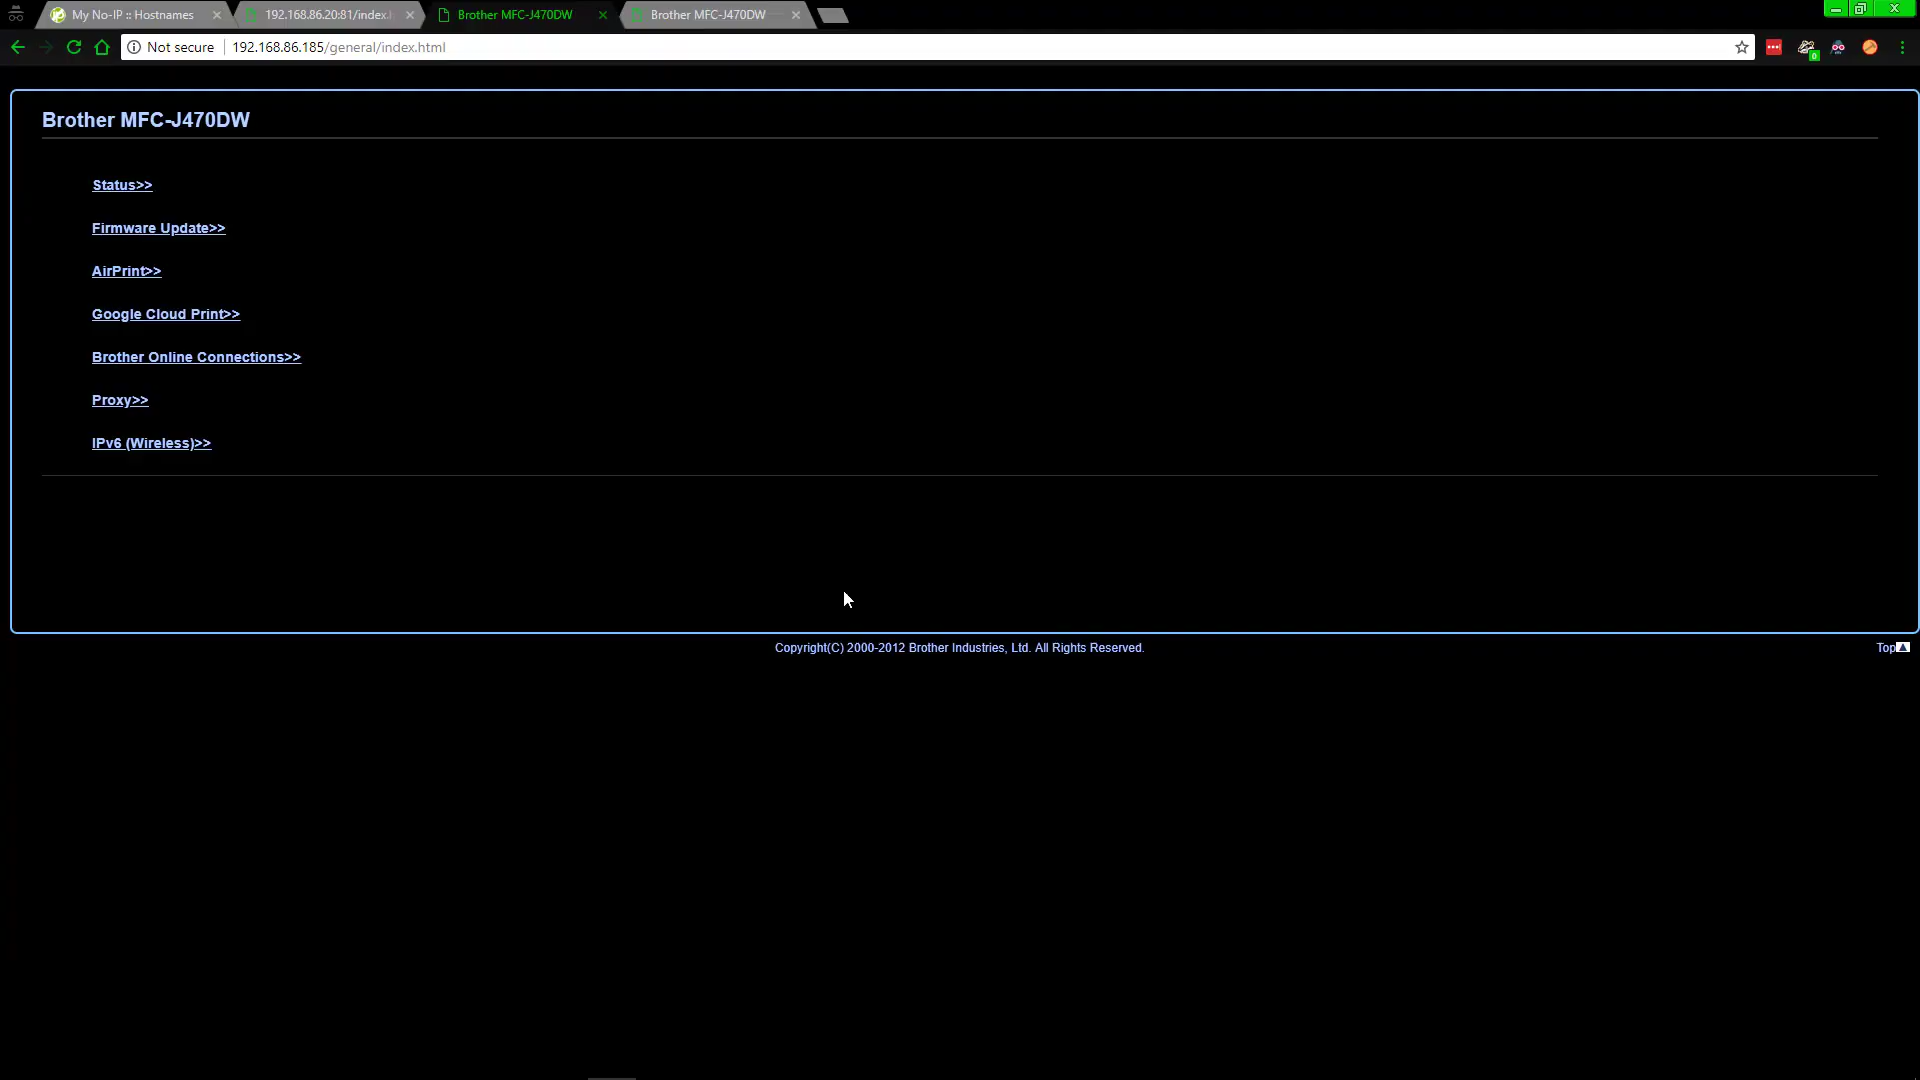 My No-IP :: Hostnames
192.168.86.20:81/index.
Brother MFC-J470DW
Brother MFC-J470DW
Not secure
192.168.86.185/general/index.html
0
Brother MFC-J470DW
Status>>
Firmware Update>>
AirPrint>>
Google Cloud Print>>
Brother Online Connections>>
Proxy>>
IPv6 (Wireless)>>
Copyright(C) 2000-2012 Brother Industries, Ltd. All Rights Reserved.
Top